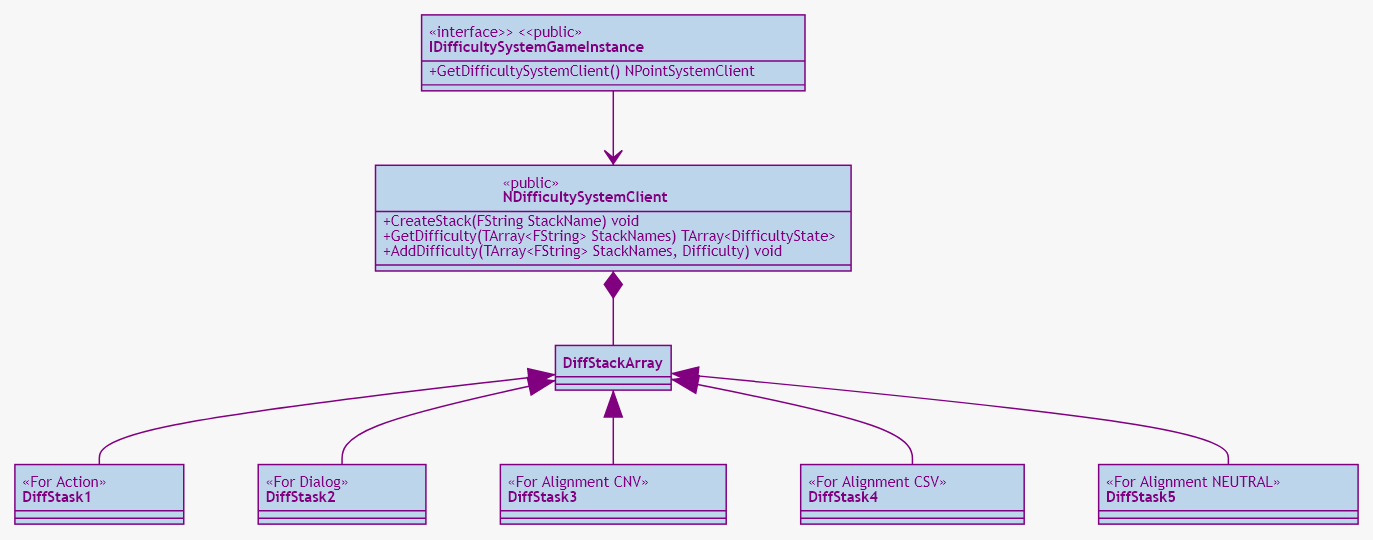 «interface>> <<public»
IDifficultySystemGameInstance
+GetDifficultySystemClient() NPointSystemClient
«public»
NDifficultySystemClient
+CreateStack(FString StackName) void
+GetDifficulty(TArray<FString> StackNames) TArray<DifficultyState>
+AddDifficulty(TArray<FString> StackNames, Difficulty) void
DiffStackArray
«For Action»
DiffStask1
«For Dialog»
DiffStask2
«For Alignment CNV»
DiffStask3
«For Alignment CSV»
DiffStask4
«For Alignment NEUTRAL»
DiffStask5